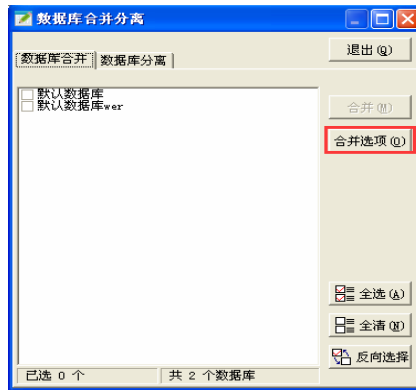 数据库合并分离
退出(Q)
数据库合并 数据库分离
默认数据库
默认数据库wer
合并(M)
合并选项(O)
全选(A)
全清(N)
反向选择
已选 0 个 共 2 个数据库